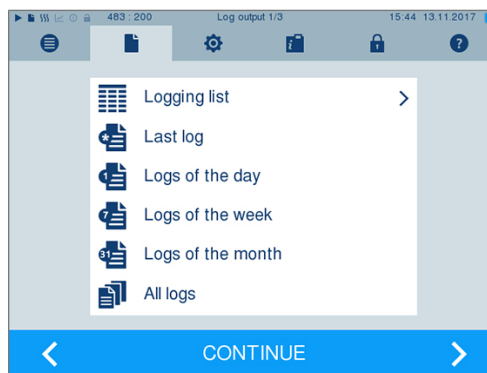 483 : 200 Log output 1/3 15:44 13.11.2017
Logging list
Last log
Logs of the day
Logs of the week
Logs of the month
All logs
CONTINUE